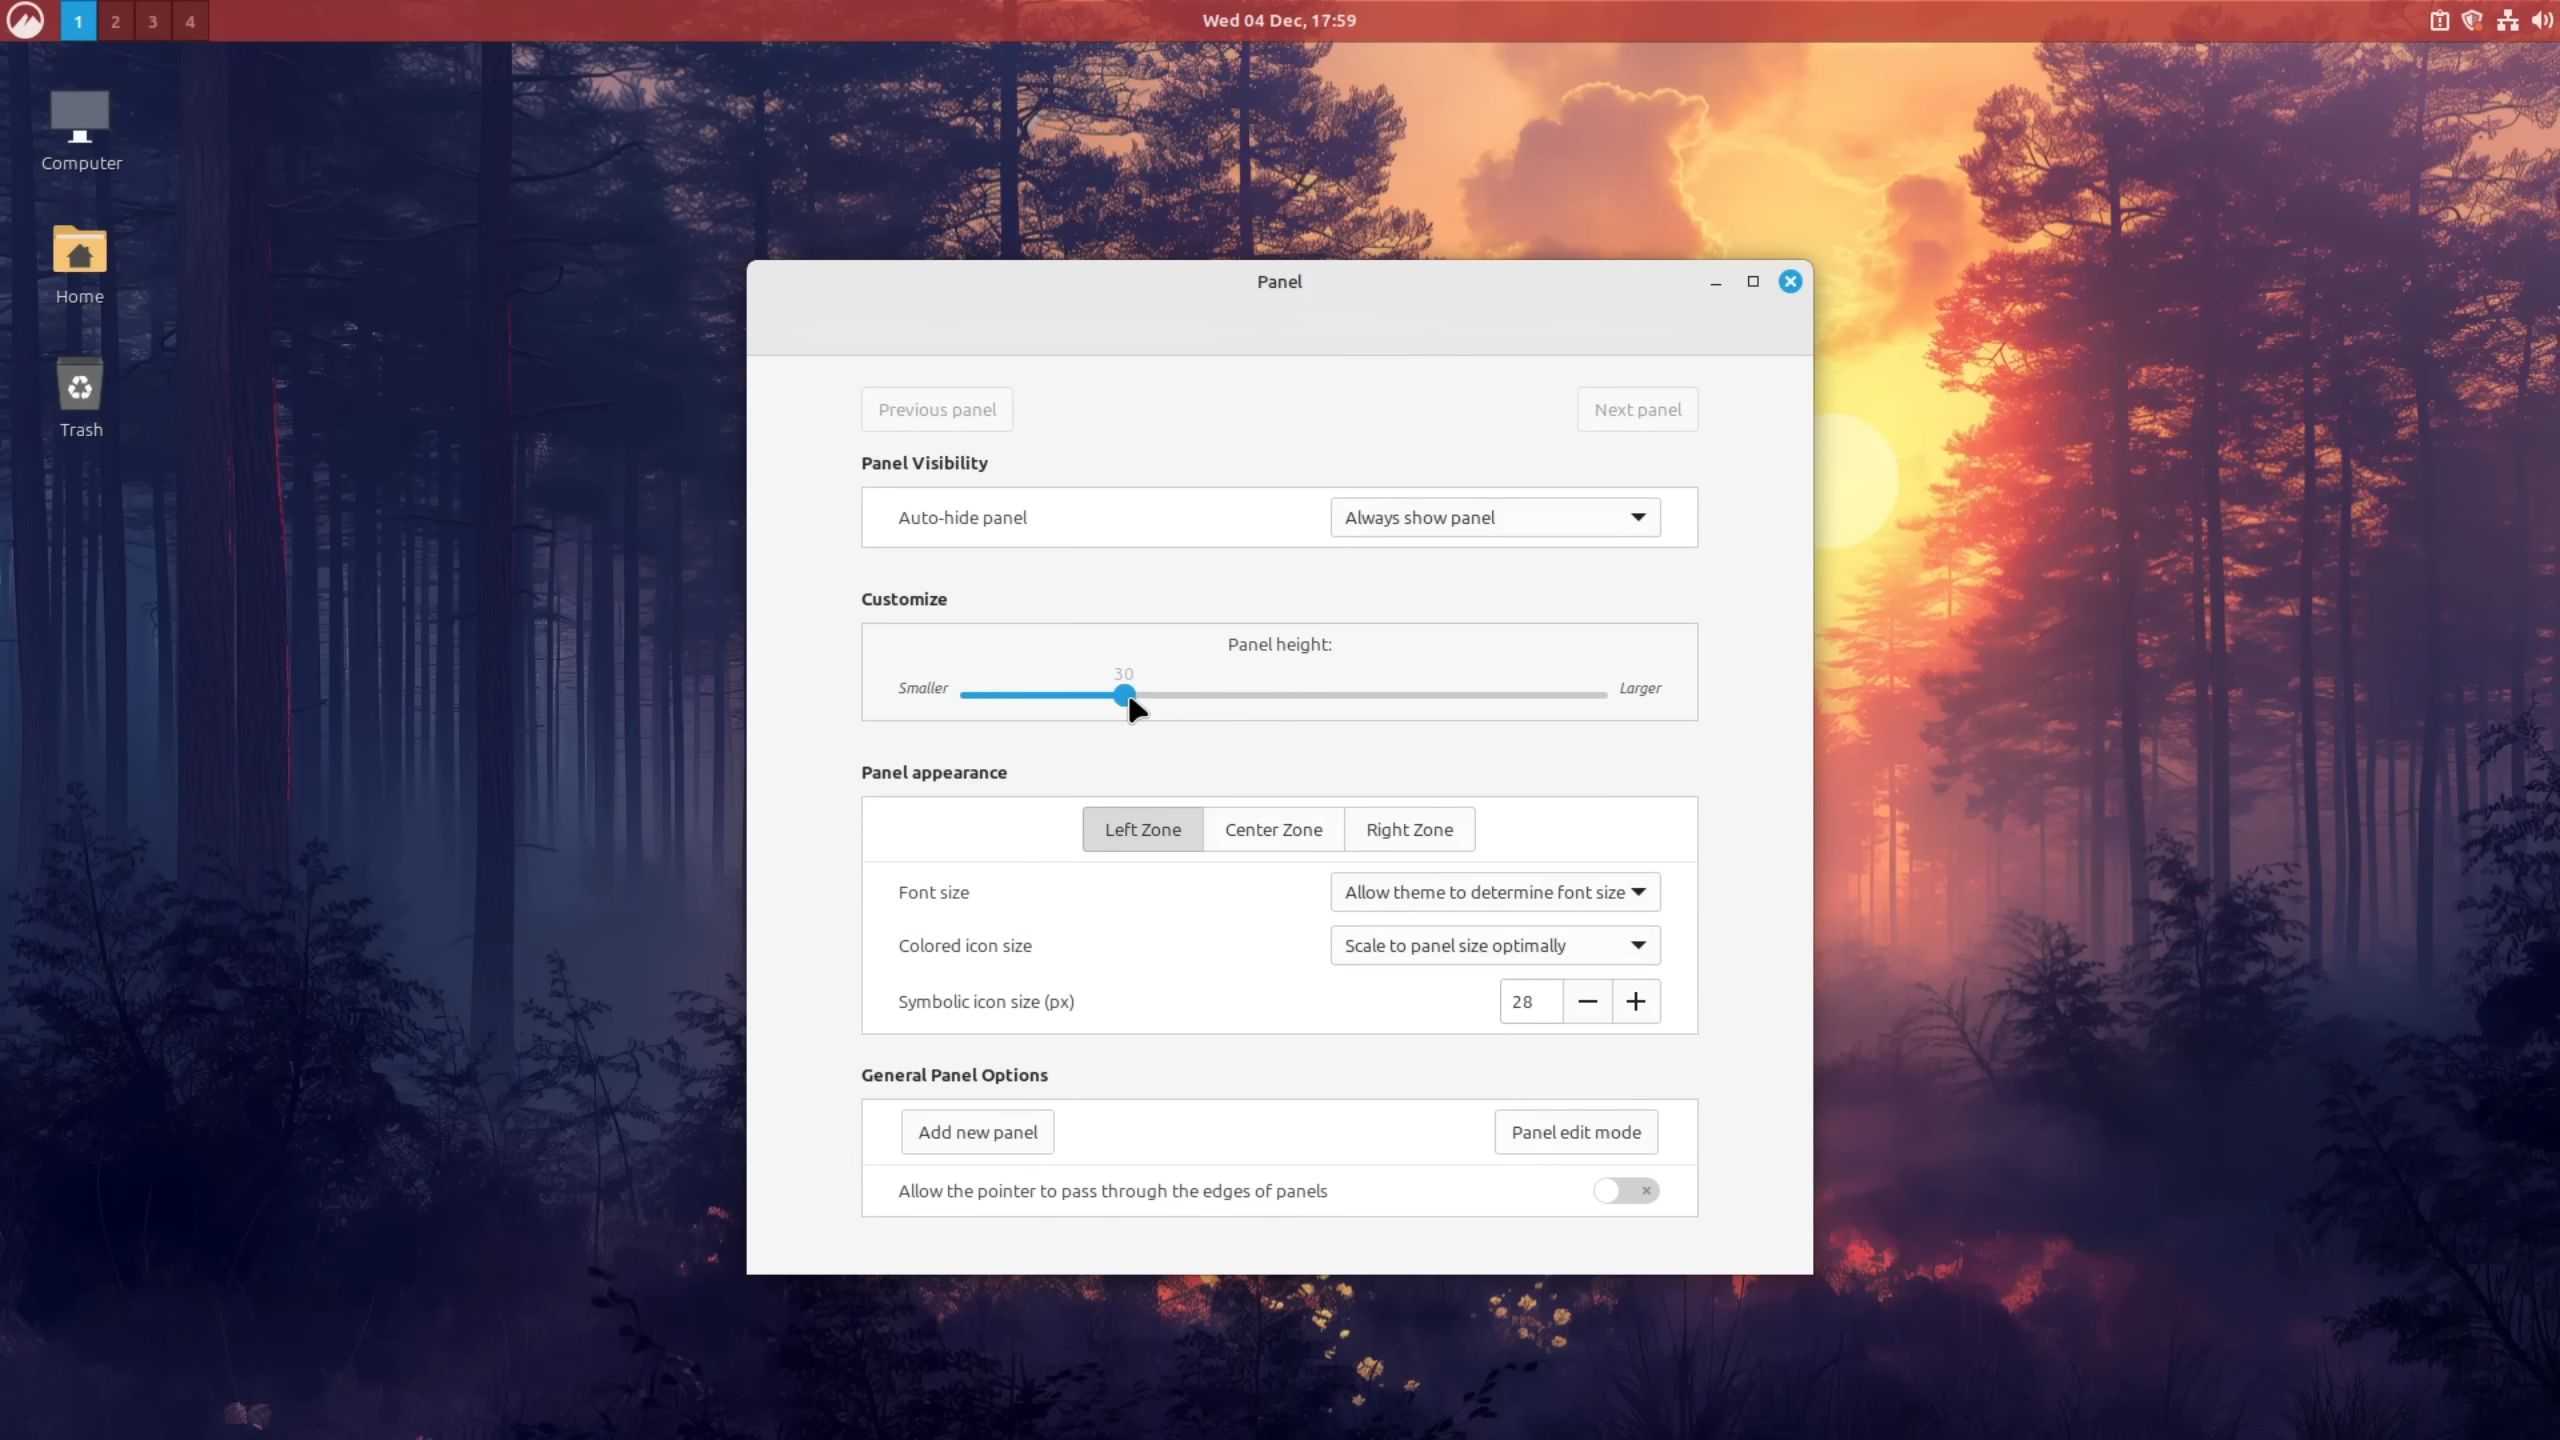 1 2 3 4 Wed 04 Dec, 17:59
Computer
Home
Trash
Panel
Previous panel Next panel
Panel Visibility
Auto-hide panel Always show panel
Customize
Panel height:
30
Smaller Larger
Panel appearance
Left Zone Center Zone Right Zone
Font size Allow theme to determine font size
Colored icon size Scale to panel size optimally
Symbolic icon size (px) 28
General Panel Options
Add new panel Panel edit mode
Allow the pointer to pass through the edges of panels